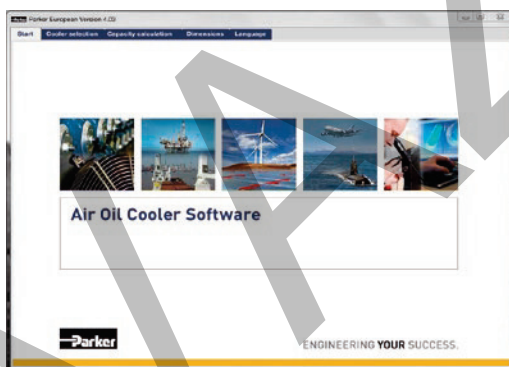 Parker European Version 4.03
Start Cooler selection Capacity calculation Dimensions Language
Air Oil Cooler Software
Parker
ENGINEERING YOUR SUCCESS.